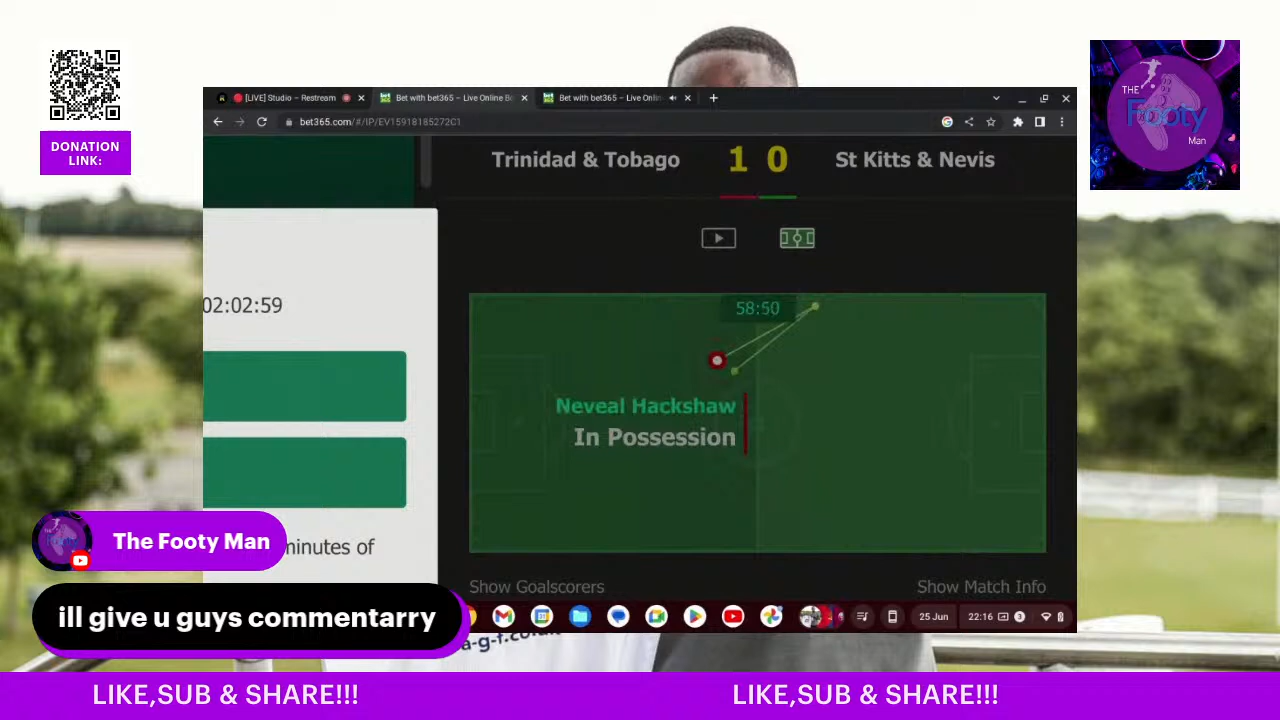 DONATION
LINK:
[LIVE] Studio – Restream
Bet with bet365 – Live Online Be
Bet with bet365 – Live Onlin
bet365.com/#/IP/EV15918185272C1
THE
Footy
Man
Trinidad & Tobago
1 0
St Kitts & Nevis
02:02:59
58:50
Neveal Hackshaw
In Possession
minutes of
Show Goalscorers
Show Match Info
The Footy Man
ill give u guys commentarry
25 Jun
22:16
3
LIKE,SUB & SHARE!!!
LIKE,SUB & SHARE!!!